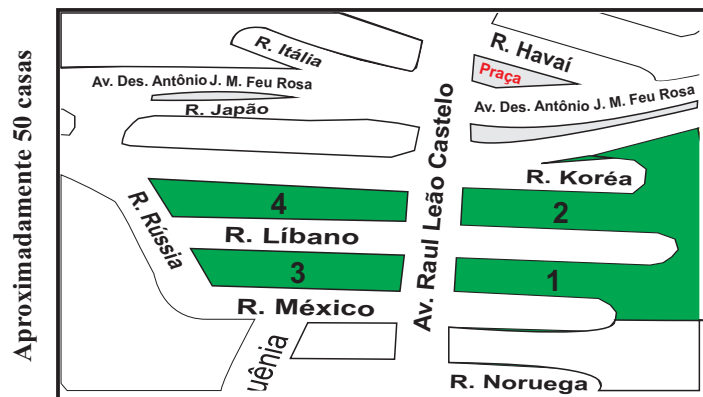 Aproximadamente 50 casas
R. Itália
R. Havaí
Praça
Av. Des. Antônio J. M. Feu Rosa
Av. Des. Antônio J. M. Feu Rosa
R. Japão
Av. Raul Leão Castelo
R. Koréa
4
2
R. Rússia
R. Líbano
3
1
R. México
uênia
R. Noruega